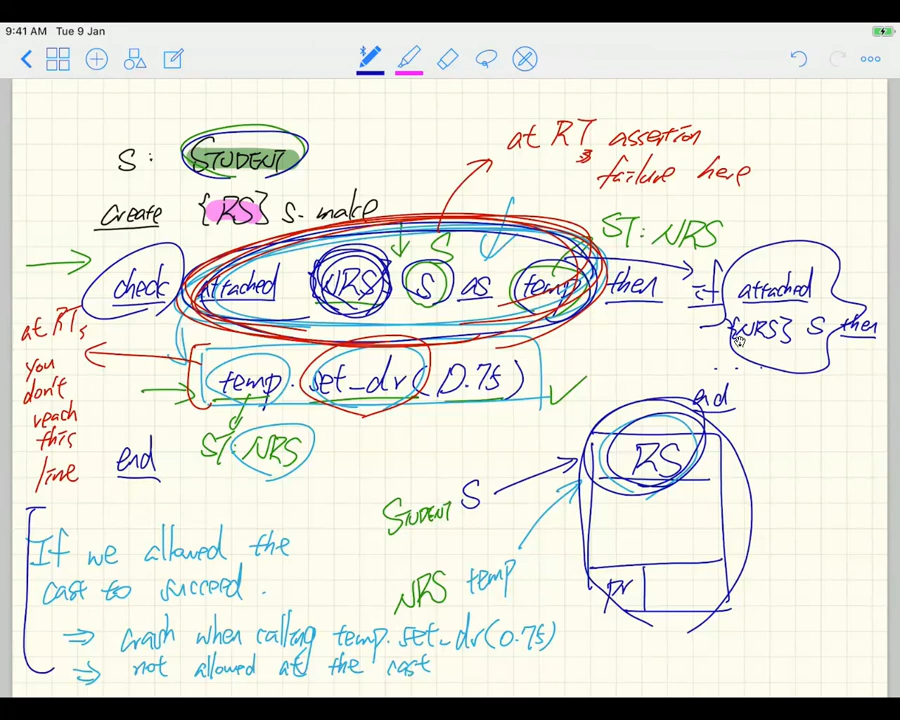 9:41 AM Tue 9 Jan
S: STUDENT
create {RS} s.make
at RT assertion
failure here
ST: NRS
check attached {NRS} S as temp then
S
if attached
{NRS} S then
...
end
temp.set_dr(0.75)
ST: NRS
end
at RT,
you
don't
reach
this
line
RS
pr
STUDENT S
NRS temp
If we allowed the
cast to succeed.
⇒ crash when calling temp.set_dr(0.75)
⇒ not allowed at the cast